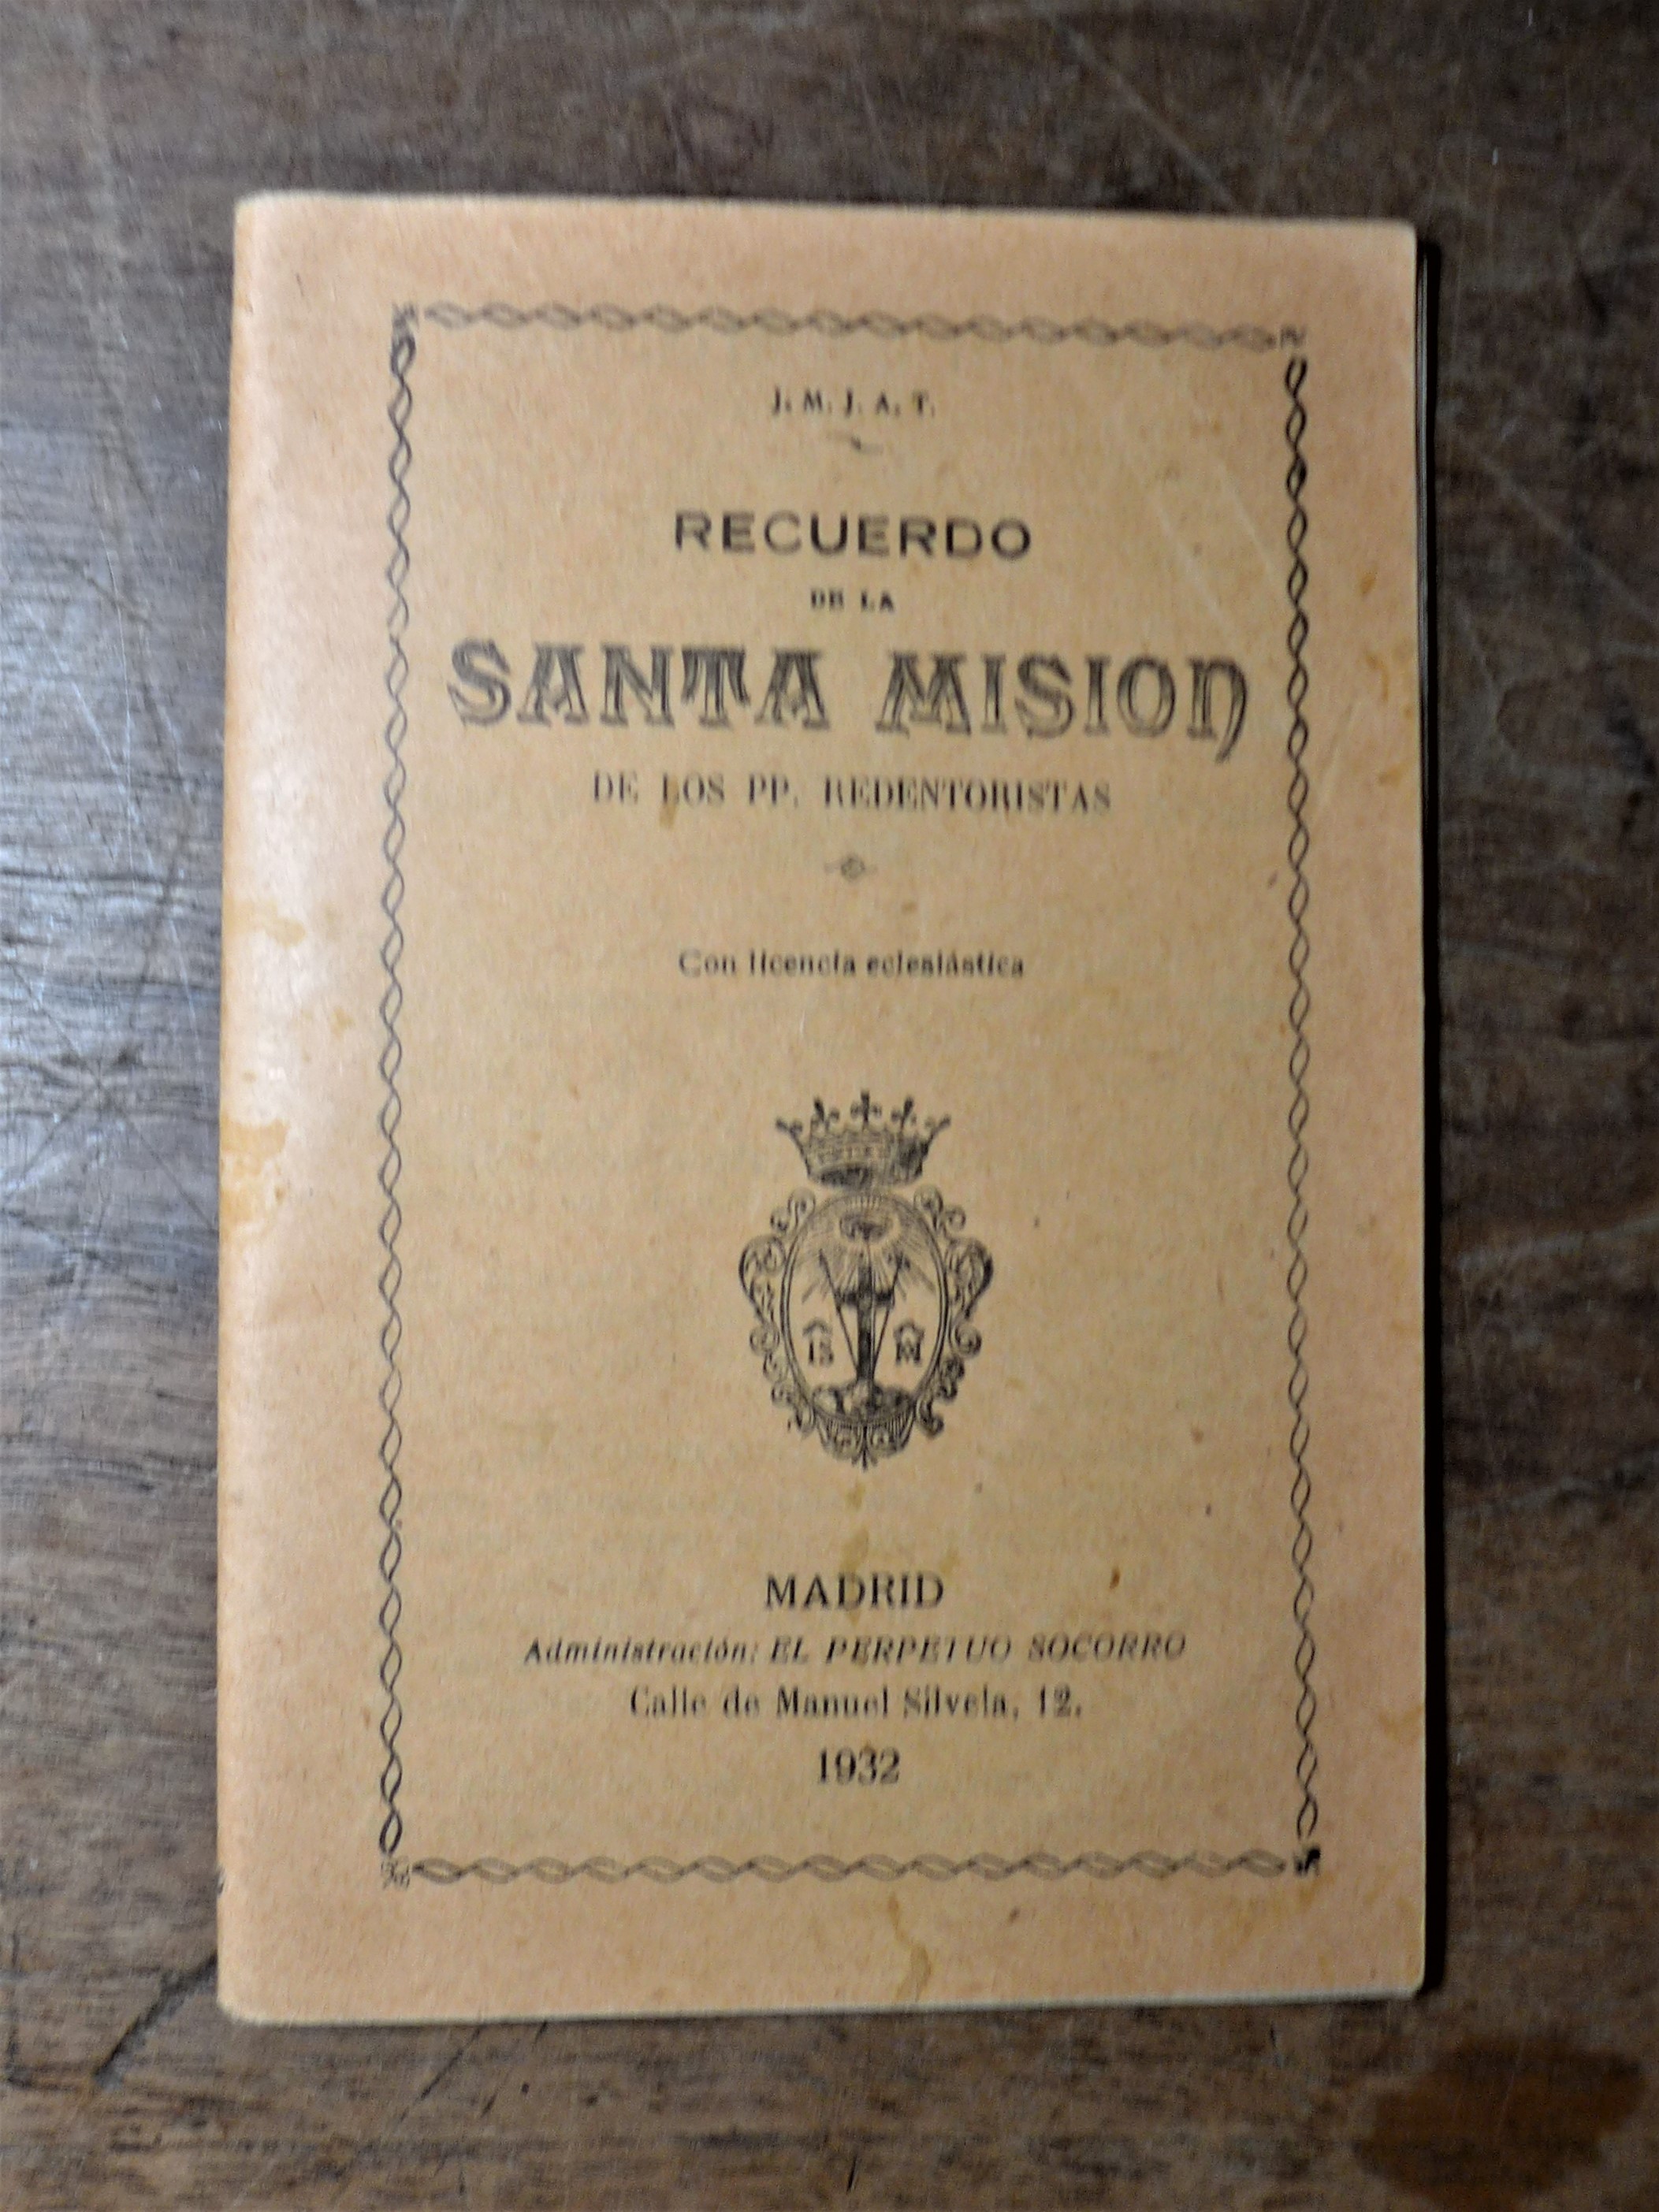 J. M. J. A. T.
RECUERDO
DE LA
SANTA MISION
DE LOS PP. REDENTORISTAS
Con licencia eclesiástica
MADRID
Administración: EL PERPETUO SOCORRO
Calle de Manuel Silvela, 12.
1932